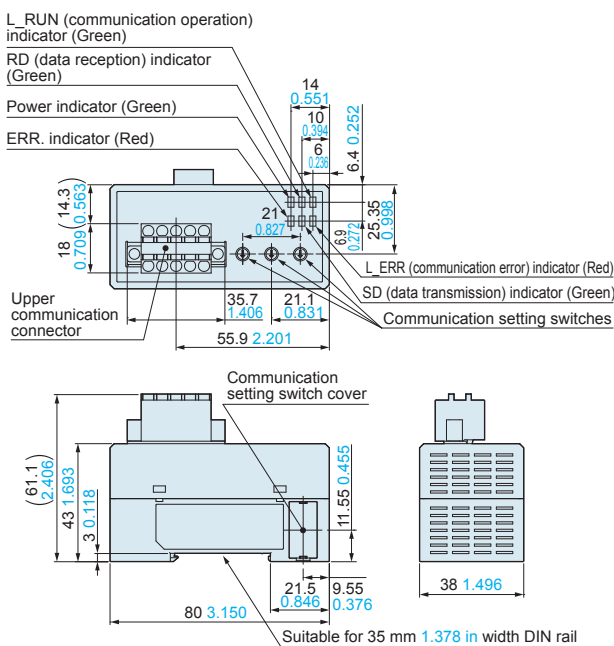 L_RUN (communication operation)
indicator (Green)
RD (data reception) indicator
(Green)
Power indicator (Green)
ERR. indicator (Red)
14
0.551
10
0.394
6
0.236
6.4 0.252
(14.3)
0.563
18
0.709
21
0.827
6.9
0.272
25.35
0.998
L_ERR (communication error) indicator (Red)
SD (data transmission) indicator (Green)
Communication setting switches
Upper
communication
connector
35.7
1.406
21.1
0.831
55.9 2.201
Communication
setting switch cover
(61.1)
2.406
43 1.693
3 0.118
11.55 0.455
21.5
0.846
9.55
0.376
80 3.150
38 1.496
Suitable for 35 mm 1.378 in width DIN rail